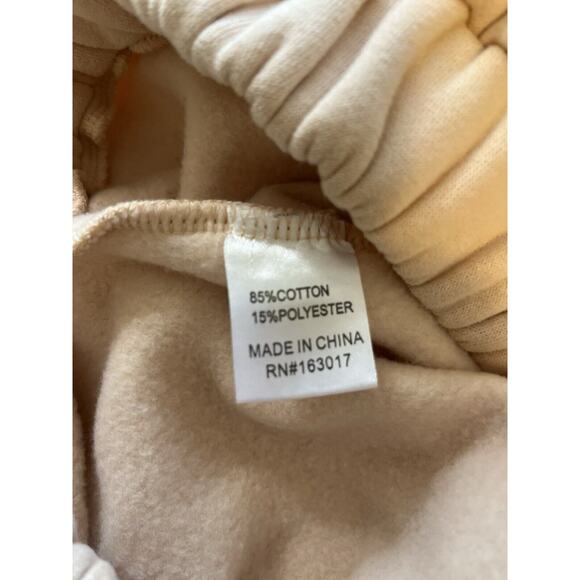 85%COTTON
15%POLYESTER
MADE IN CHINA
RN#163017